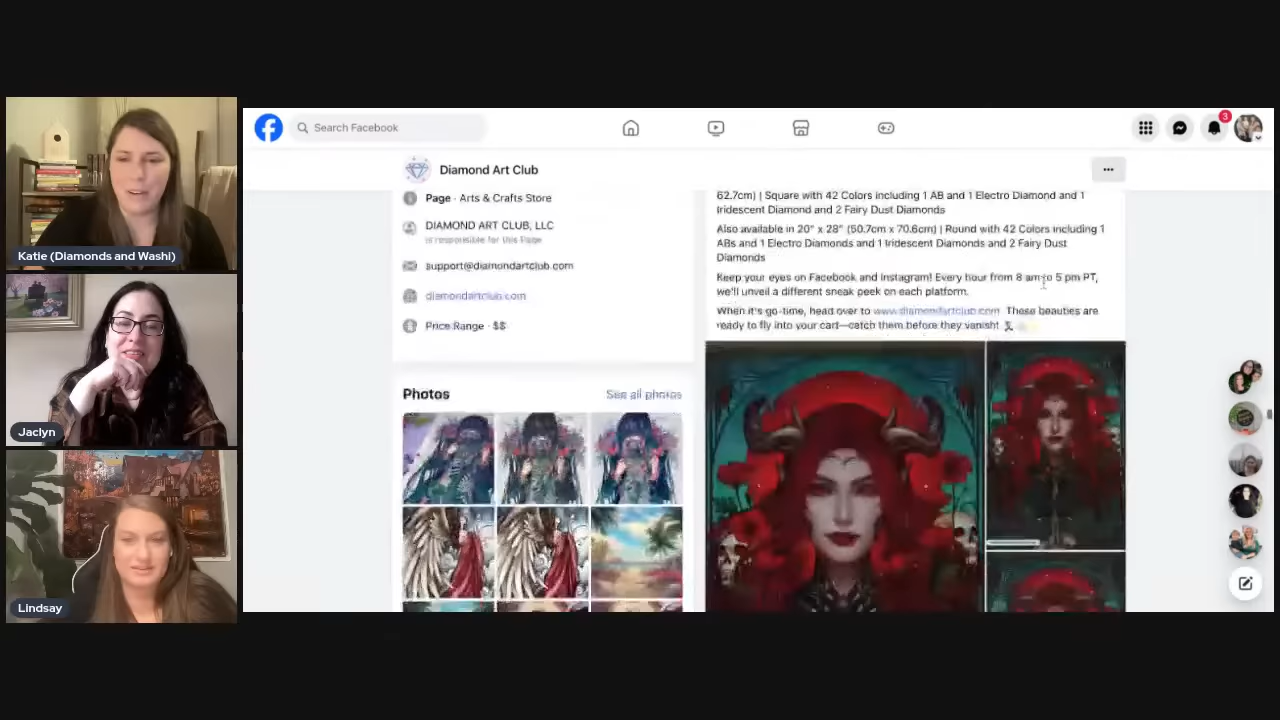 Katie (Diamonds and Washi)
Jaclyn
Lindsay
Search Facebook
3
Diamond Art Club
Page · Arts & Crafts Store
DIAMOND ART CLUB, LLC
is responsible for this Page
support@diamondartclub.com
diamondartclub.com
Price Range · $$
Photos
See all photos
62.7cm) | Square with 42 Colors including 1 AB and 1 Electro Diamond and 1
Iridescent Diamond and 2 Fairy Dust Diamonds
Also available in 20" x 28" (50.7cm x 70.6cm) | Round with 42 Colors including 1
ABs and 1 Electro Diamonds and 1 Iridescent Diamonds and 2 Fairy Dust
Diamonds
Keep your eyes on Facebook and Instagram! Every hour from 8 am to 5 pm PT,
we'll unveil a different sneak peek on each platform.
When it's go-time, head over to www.diamondartclub.com These beauties are
ready to fly into your cart—catch them before they vanish!